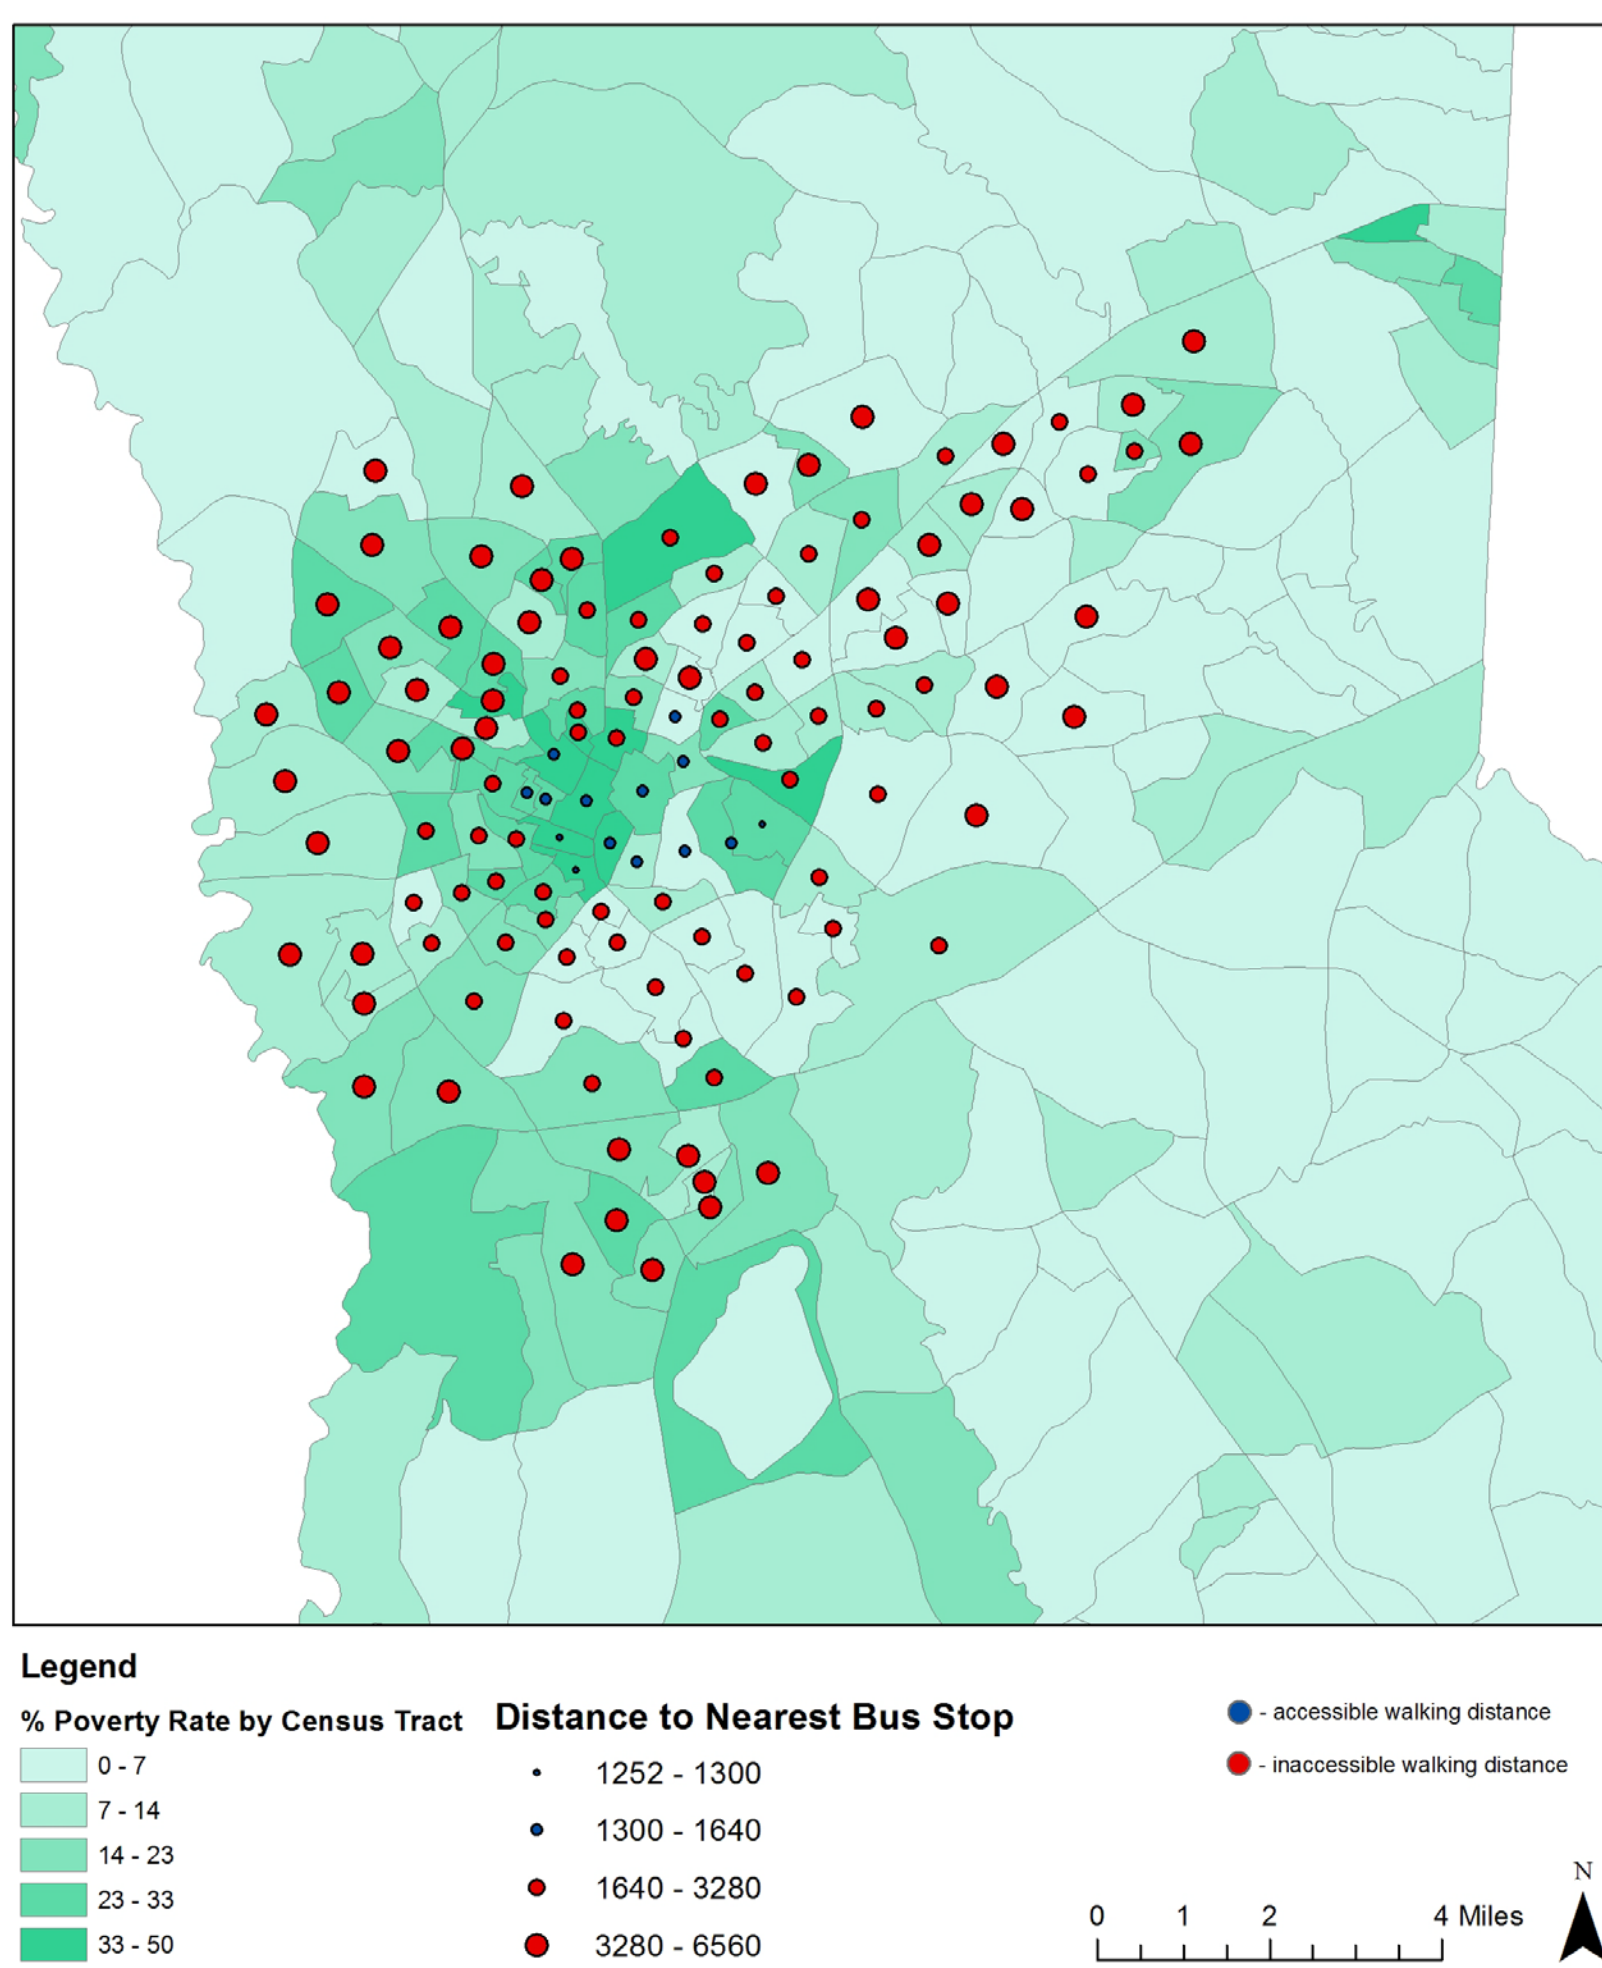 Legend
% Poverty Rate by Census Tract
0 - 7
7 - 14
14 - 23
23 - 33
33 - 50
Distance to Nearest Bus Stop
1252 - 1300
1300 - 1640
1640 - 3280
3280 - 6560
- accessible walking distance
- inaccessible walking distance
N
0 1 2 4 Miles